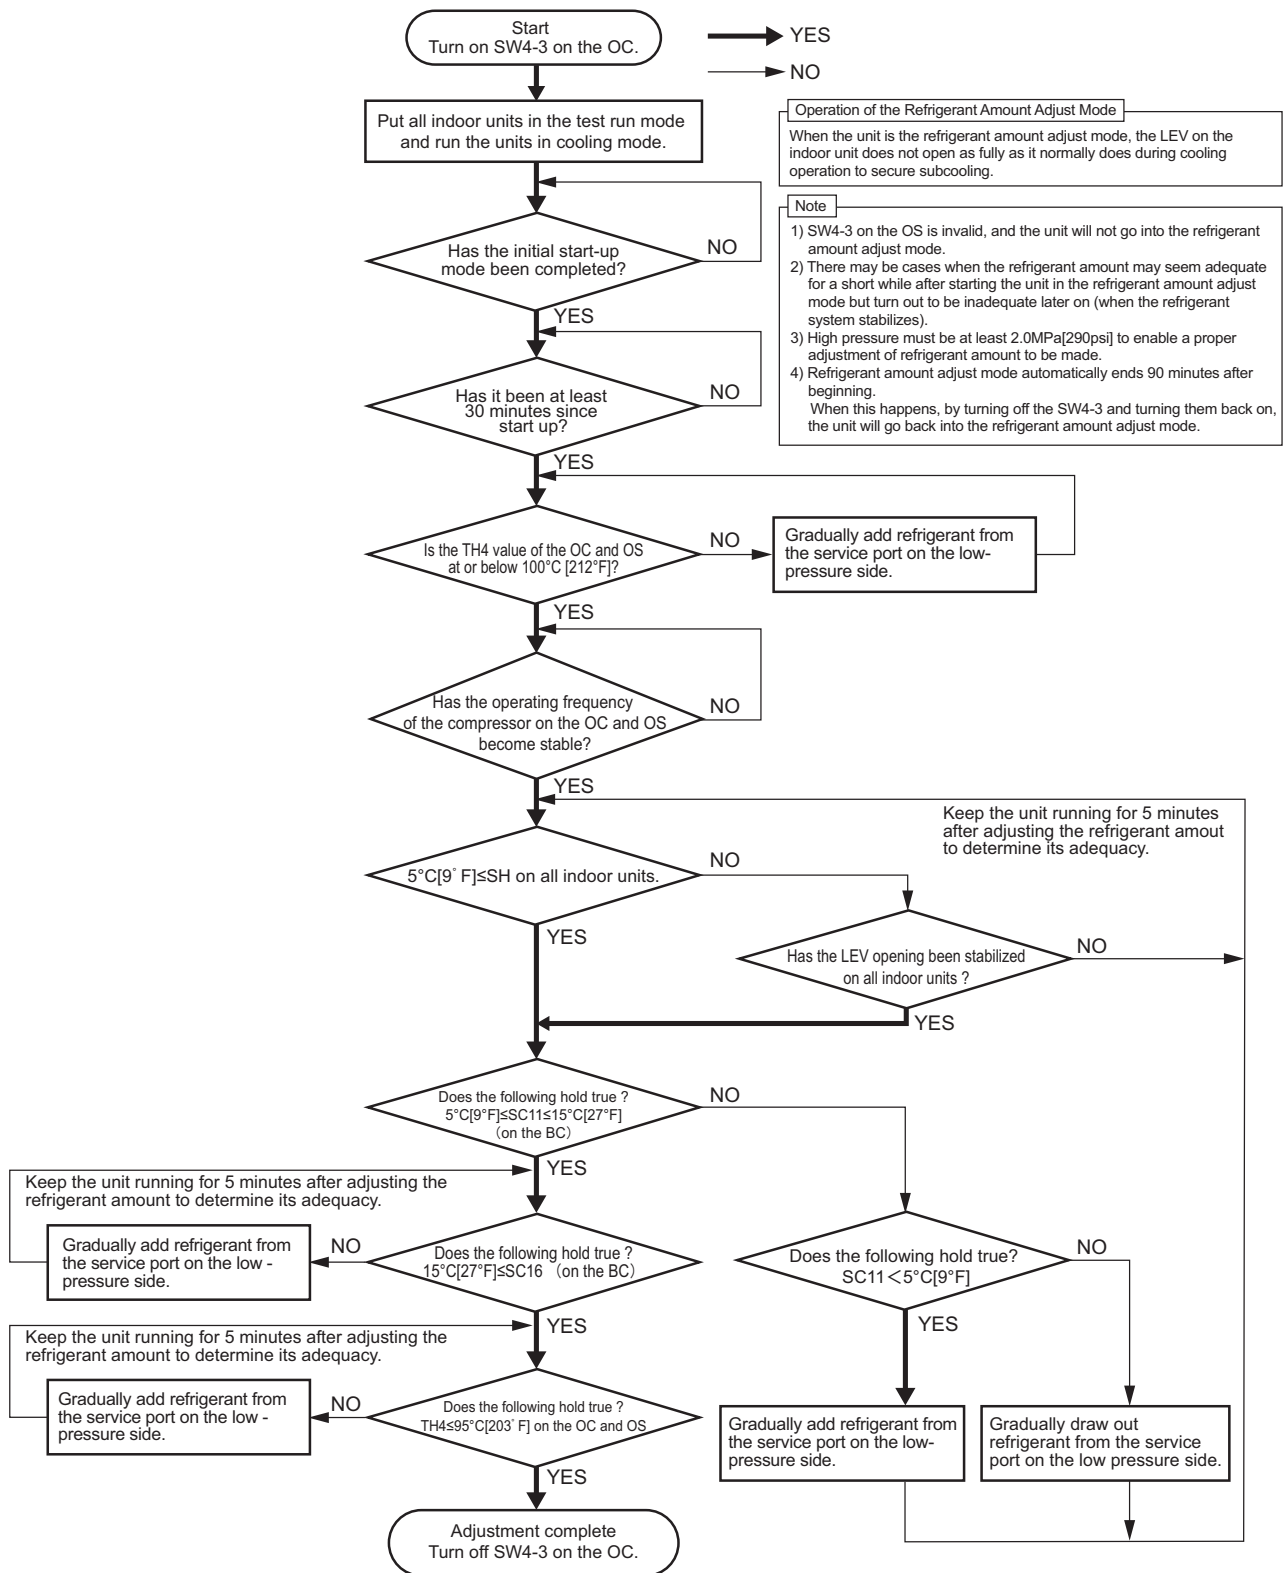 Start
Turn on SW4-3 on the OC.
YES
NO
Put all indoor units in the test run mode
and run the units in cooling mode.
Operation of the Refrigerant Amount Adjust Mode
When the unit is the refrigerant amount adjust mode, the LEV on the
indoor unit does not open as fully as it normally does during cooling
operation to secure subcooling.
Note
1) SW4-3 on the OS is invalid, and the unit will not go into the refrigerant
amount adjust mode.
2) There may be cases when the refrigerant amount may seem adequate
for a short while after starting the unit in the refrigerant amount adjust
mode but turn out to be inadequate later on (when the refrigerant
system stabilizes).
3) High pressure must be at least 2.0MPa[290psi] to enable a proper
adjustment of refrigerant amount to be made.
4) Refrigerant amount adjust mode automatically ends 90 minutes after
beginning.
When this happens, by turning off the SW4-3 and turning them back on,
the unit will go back into the refrigerant amount adjust mode.
Has the initial start-up
mode been completed?
NO
YES
Has it been at least
30 minutes since
start up?
NO
YES
Is the TH4 value of the OC and OS
at or below 100°C [212°F]?
NO
Gradually add refrigerant from
the service port on the low-
pressure side.
YES
Has the operating frequency
of the compressor on the OC and OS
become stable?
NO
YES
Keep the unit running for 5 minutes
after adjusting the refrigerant amout
to determine its adequacy.
5°C[9°F]≤SH on all indoor units.
NO
YES
Has the LEV opening been stabilized
on all indoor units ?
NO
YES
Does the following hold true ?
5°C[9°F]≤SC11≤15°C[27°F]
(on the BC)
NO
YES
Keep the unit running for 5 minutes after adjusting the
refrigerant amount to determine its adequacy.
Gradually add refrigerant from
the service port on the low -
pressure side.
NO
Does the following hold true ?
15°C[27°F]≤SC16 (on the BC)
YES
Does the following hold true?
SC11＜5°C[9°F]
NO
YES
Keep the unit running for 5 minutes after adjusting the
refrigerant amount to determine its adequacy.
Gradually add refrigerant from
the service port on the low -
pressure side.
NO
Does the following hold true ?
TH4≤95°C[203°F] on the OC and OS
YES
Gradually add refrigerant from
the service port on the low-
pressure side.
Gradually draw out
refrigerant from the service
port on the low pressure side.
Adjustment complete
Turn off SW4-3 on the OC.